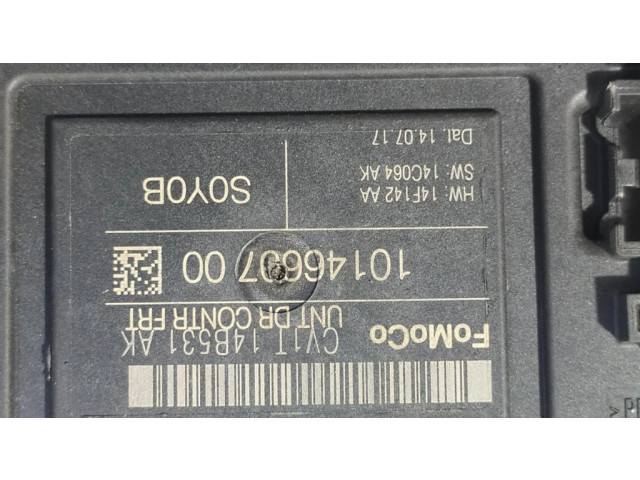 CV1T 14B531 AK
FoMoCo UNT DR CONTR FRT
10146697 00
HW: 14F142 AA
SW: 14C064 AK
Dat. 14.07.17
SOYOB